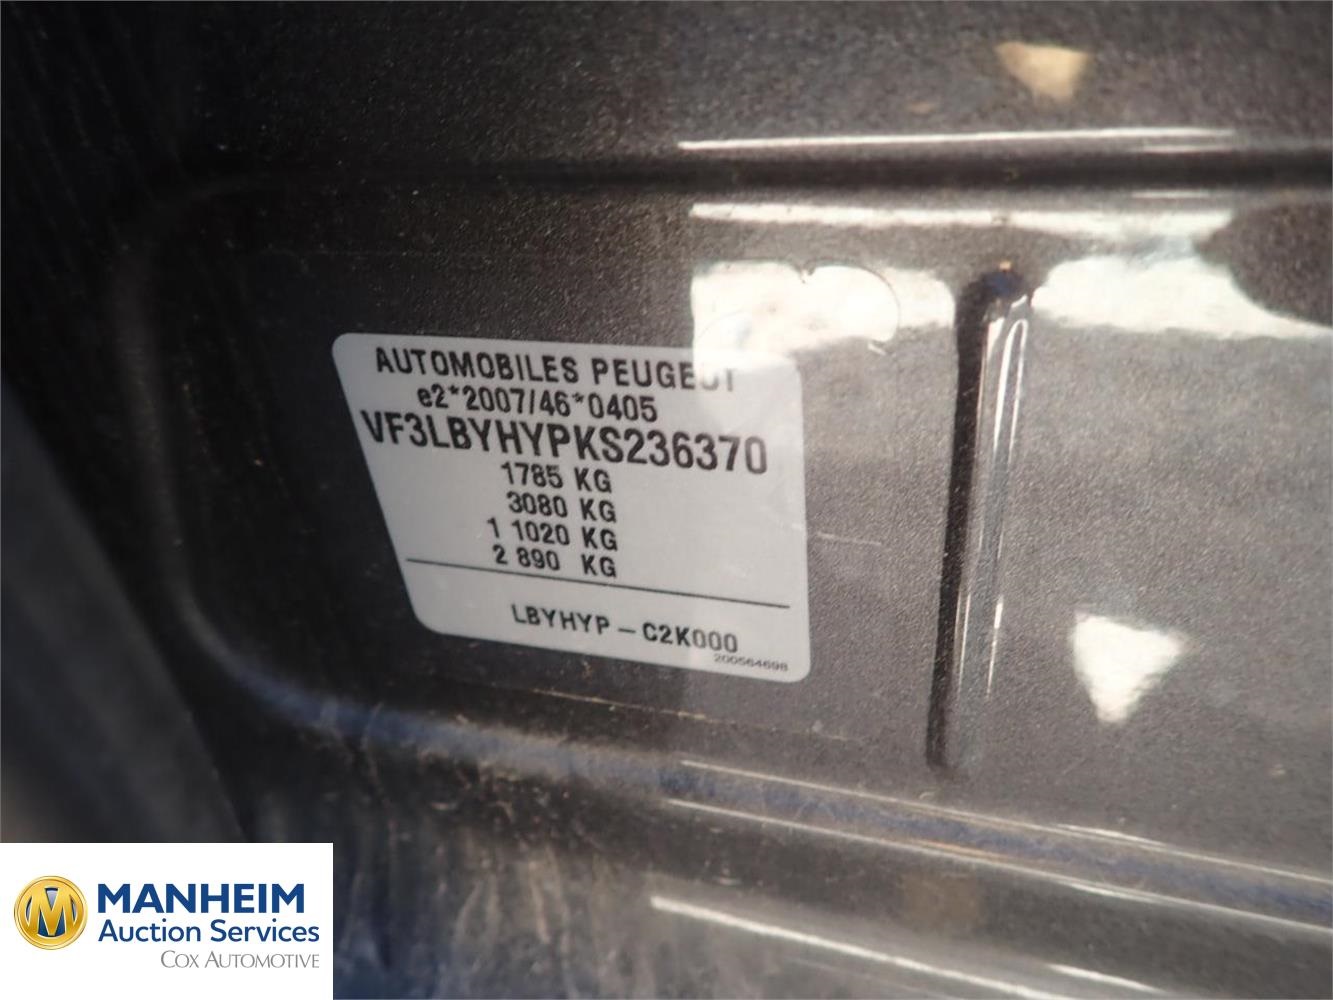 AUTOMOBILES PEUGEOT
e2*2007/46*0405
VF3LBYHYPKS236370
1785 KG
3080 KG
1 1020 KG
2 890 KG
LBYHYP - C2K000
200564698
MANHEIM
Auction Services
COX AUTOMOTIVE